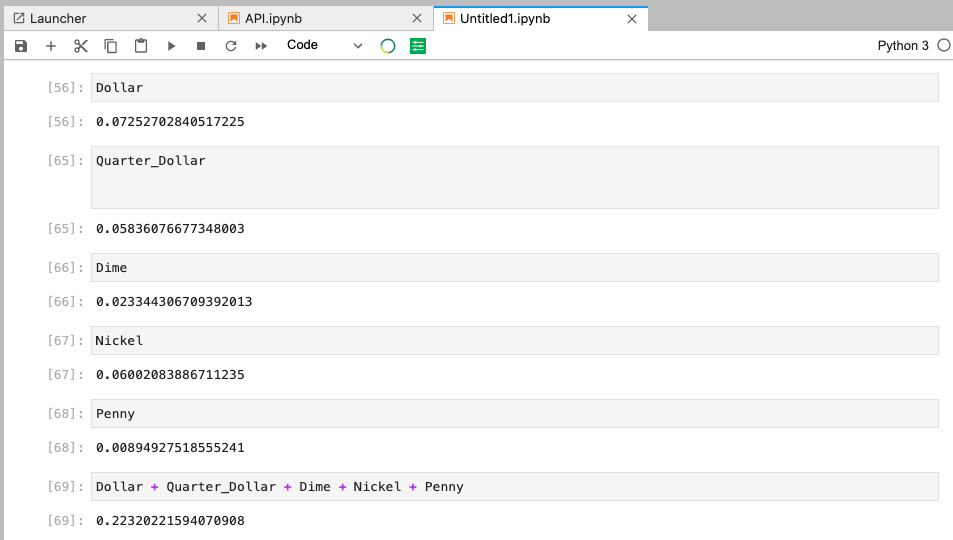 Launcher
API.ipynb
Untitled1.ipynb
Code
Python 3
[56]: Dollar
[56]: 0.07252702840517225
[65]: Quarter_Dollar
[65]: 0.05836076677348003
[66]: Dime
[66]: 0.023344306709392013
[67]: Nickel
[67]: 0.06002083886711235
[68]: Penny
[68]: 0.00894927518555241
[69]: Dollar + Quarter_Dollar + Dime + Nickel + Penny
[69]: 0.22320221594070908